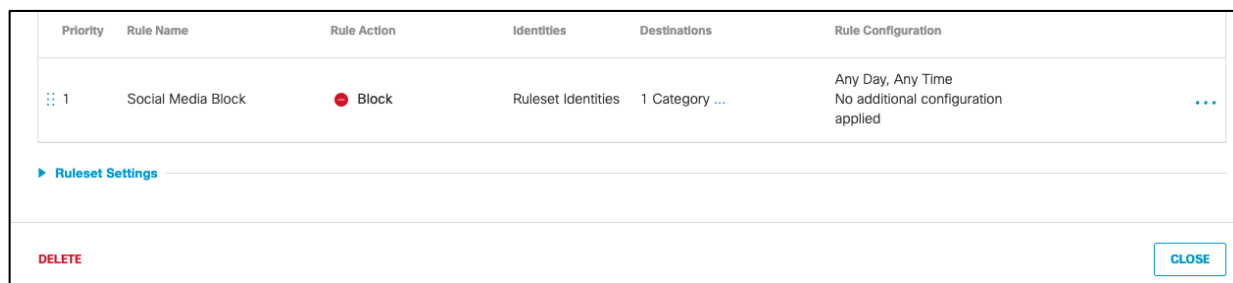 Priority Rule Name Rule Action Identities Destinations Rule Configuration
1 Social Media Block Block Ruleset Identities 1 Category ... Any Day, Any Time
No additional configuration
applied
Ruleset Settings
DELETE CLOSE